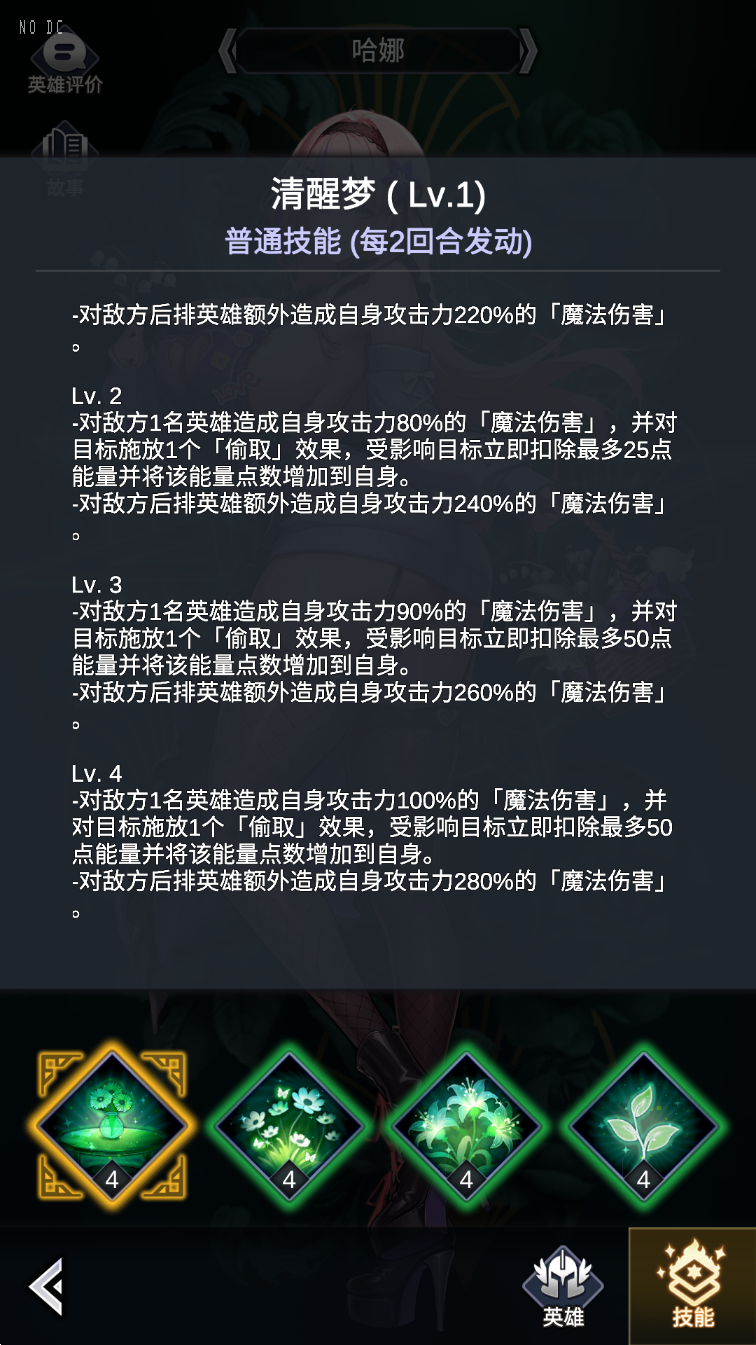 NO DC
哈娜
英雄评价
故事
清醒梦 ( Lv.1)
普通技能 (每2回合发动)
-对敌方后排英雄额外造成自身攻击力220%的「魔法伤害」
。
Lv. 2
-对敌方1名英雄造成自身攻击力80%的「魔法伤害」，并对
目标施放1个「偷取」效果，受影响目标立即扣除最多25点
能量并将该能量点数增加到自身。
-对敌方后排英雄额外造成自身攻击力240%的「魔法伤害」
。
Lv. 3
-对敌方1名英雄造成自身攻击力90%的「魔法伤害」，并对
目标施放1个「偷取」效果，受影响目标立即扣除最多50点
能量并将该能量点数增加到自身。
-对敌方后排英雄额外造成自身攻击力260%的「魔法伤害」
。
Lv. 4
-对敌方1名英雄造成自身攻击力100%的「魔法伤害」，并
对目标施放1个「偷取」效果，受影响目标立即扣除最多50
点能量并将该能量点数增加到自身。
-对敌方后排英雄额外造成自身攻击力280%的「魔法伤害」
。
4 4 4 4
英雄 技能